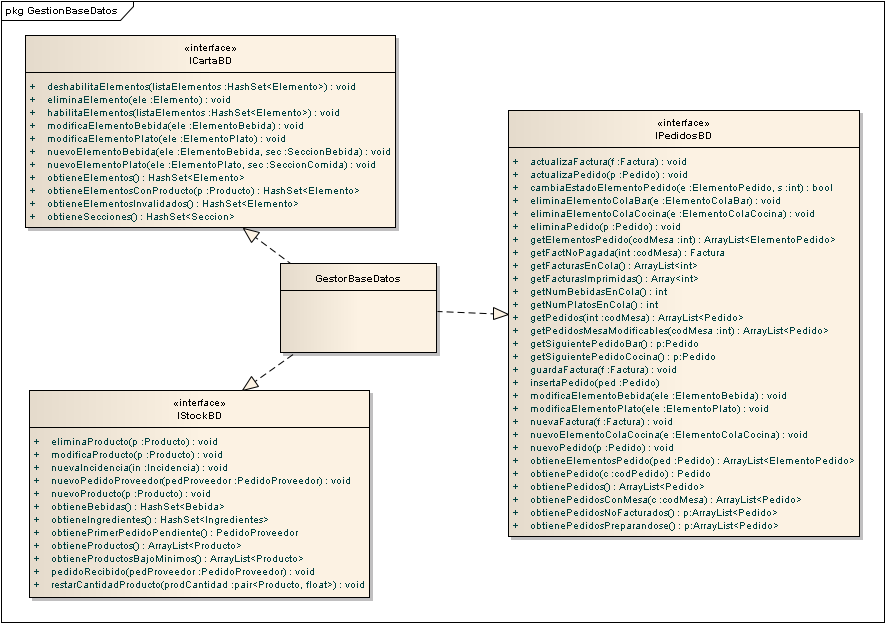 pkg GestionBaseDatos
«interface»
ICartaBD
+ deshabilitaElementos(listaElementos :HashSet<Elemento>) : void
+ eliminaElemento(ele :Elemento) : void
+ habilitaElementos(listaElementos :HashSet<Elemento>) : void
+ modificaElementoBebida(ele :ElementoBebida) : void
+ modificaElementoPlato(ele :ElementoPlato) : void
+ nuevoElementoBebida(ele :ElementoBebida, sec :SeccionBebida) : void
+ nuevoElementoPlato(ele :ElementoPlato, sec :SeccionComida) : void
+ obtieneElementos() : HashSet<Elemento>
+ obtieneElementosConProducto(p :Producto) : HashSet<Elemento>
+ obtieneElementosInvalidados() : HashSet<Elemento>
+ obtieneSecciones() : HashSet<Seccion>
GestorBaseDatos
«interface»
IStockBD
+ eliminaProducto(p :Producto) : void
+ modificaProducto(p :Producto) : void
+ nuevaIncidencia(in :Incidencia) : void
+ nuevoPedidoProveedor(pedProveedor :PedidoProveedor) : void
+ nuevoProducto(p :Producto) : void
+ obtieneBebidas() : HashSet<Bebida>
+ obtieneIngredientes() : HashSet<Ingredientes>
+ obtienePrimerPedidoPendiente() : PedidoProveedor
+ obtieneProductos() : ArrayList<Producto>
+ obtieneProductosBajoMinimos() : ArrayList<Producto>
+ pedidoRecibido(pedProveedor :PedidoProveedor) : void
+ restarCantidadProducto(prodCantidad :pair<Producto, float>) : void
«interface»
IPedidosBD
+ actualizaFactura(f :Factura) : void
+ actualizaPedido(p :Pedido) : void
+ cambiaEstadoElementoPedido(e :ElementoPedido, s :int) : bool
+ eliminaElementoColaBar(e :ElementoColaBar) : void
+ eliminaElementoColaCocina(e :ElementoColaCocina) : void
+ eliminaPedido(p :Pedido) : void
+ getElementosPedido(codMesa :int) : ArrayList<ElementoPedido>
+ getFactNoPagada(int :codMesa) : Factura
+ getFacturasEnCola() : ArrayList<int>
+ getFacturasImprimidas() : Array<int>
+ getNumBebidasEnCola() : int
+ getNumPlatosEnCola() : int
+ getPedidos(int :codMesa) : ArrayList<Pedido>
+ getPedidosMesaModificables(codMesa :int) : ArrayList<Pedido>
+ getSiguientePedidoBar() : p:Pedido
+ getSiguientePedidoCocina() : p:Pedido
+ guardaFactura(f :Factura) : void
+ insertaPedido(ped :Pedido)
+ modificaElementoBebida(ele :ElementoBebida) : void
+ modificaElementoPlato(ele :ElementoPlato) : void
+ nuevaFactura(f :Factura) : void
+ nuevoElementoColaCocina(e :ElementoColaCocina) : void
+ nuevoPedido(p :Pedido) : void
+ obtieneElementosPedido(ped :Pedido) : ArrayList<ElementoPedido>
+ obtienePedido(c :codPedido) : Pedido
+ obtienePedidos() : ArrayList<Pedido>
+ obtienePedidosConMesa(c :codMesa) : ArrayList<Pedido>
+ obtienePedidosNoFacturados() : p:ArrayList<Pedido>
+ obtienePedidosPreparandose() : p:ArrayList<Pedido>